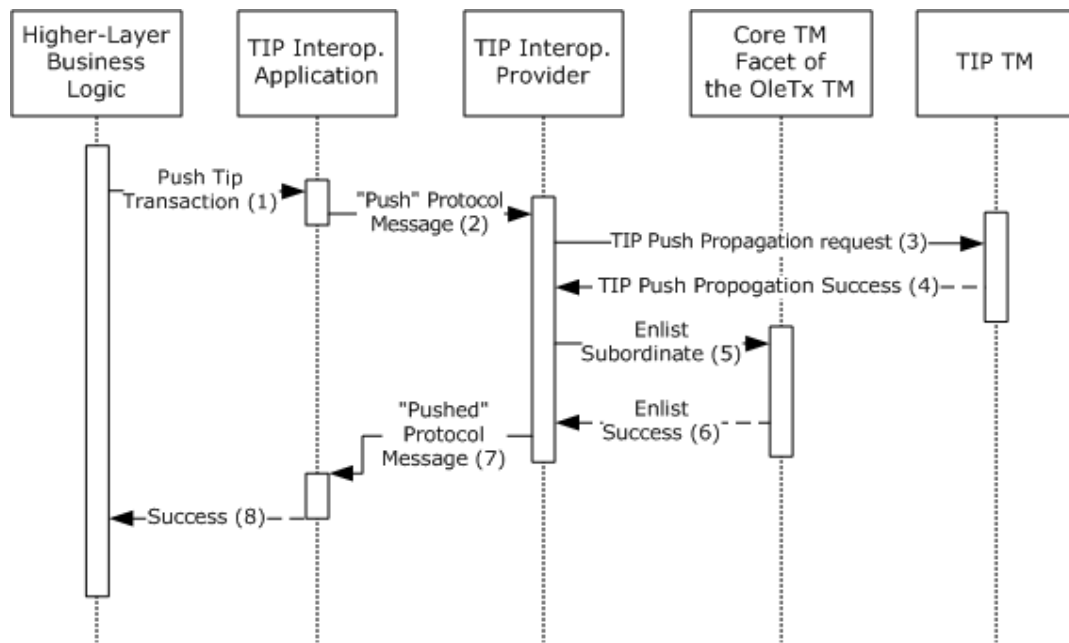 Higher-Layer
Business
Logic
TIP Interop.
Application
TIP Interop.
Provider
Core TM
Facet of
the OleTx TM
TIP TM
Push Tip
Transaction (1)
"Push" Protocol
Message (2)
TIP Push Propagation request (3)
TIP Push Propogation Success (4)
Enlist
Subordinate (5)
Enlist
Success (6)
"Pushed"
Protocol
Message (7)
Success (8)